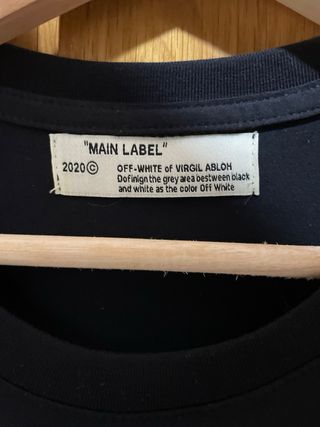 "MAIN LABEL"
2020© OFF-WHITE of VIRGIL ABLOH
Dofinign the grey area bestween black
and white as the color Off White